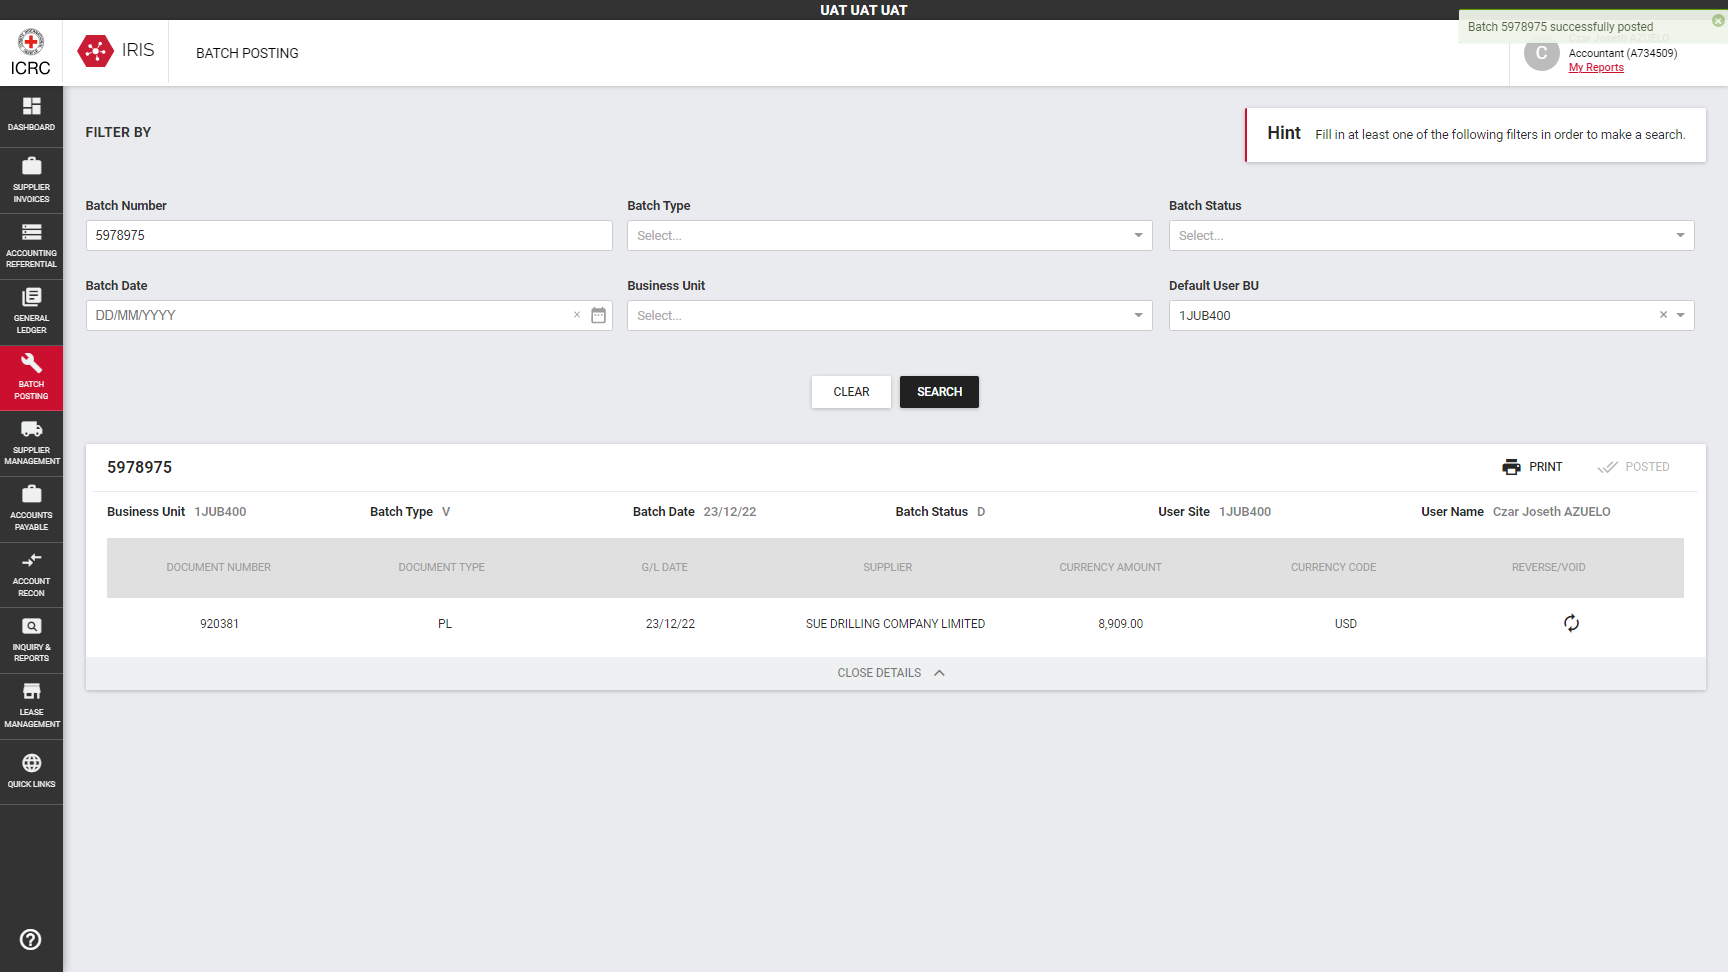 UAT UAT UAT
Batch 5978975 successfully posted
ICRC
IRIS
BATCH POSTING
C
Czar Joseth AZUELO
Accountant (A734509)
My Reports
DASHBOARD
SUPPLIER
INVOICES
ACCOUNTING
REFERENTIAL
GENERAL
LEDGER
BATCH
POSTING
SUPPLIER
MANAGEMENT
ACCOUNTS
PAYABLE
ACCOUNT
RECON
INQUIRY &
REPORTS
LEASE
MANAGEMENT
QUICK LINKS
FILTER BY
Hint Fill in at least one of the following filters in order to make a search.
Batch Number Batch Type Batch Status
5978975 Select... Select...
Batch Date Business Unit Default User BU
DD/MM/YYYY × Select... 1JUB400 ×
CLEAR SEARCH
5978975 PRINT POSTED
Business Unit 1JUB400 Batch Type V Batch Date 23/12/22 Batch Status D User Site 1JUB400 User Name Czar Joseth AZUELO
DOCUMENT NUMBER DOCUMENT TYPE G/L DATE SUPPLIER CURRENCY AMOUNT CURRENCY CODE REVERSE/VOID
920381 PL 23/12/22 SUE DRILLING COMPANY LIMITED 8,909.00 USD
CLOSE DETAILS